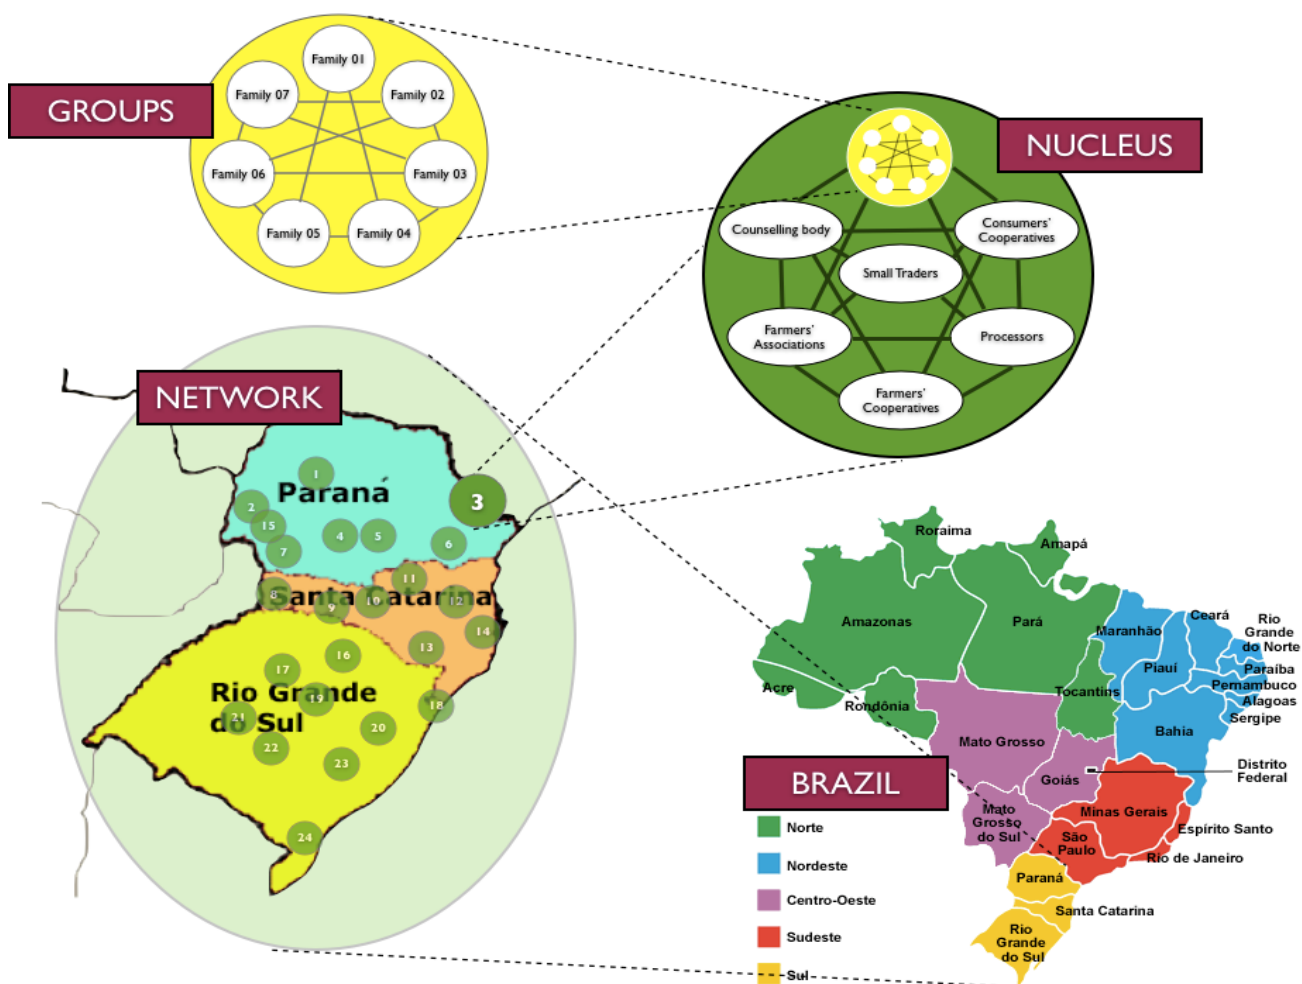 GROUPS
Family 01
Family 07
Family 02
Family 06
Family 03
Family 05
Family 04
NUCLEUS
Counselling body
Consumers'
Cooperatives
Small Traders
Farmers'
Associations
Processors
Farmers'
Cooperatives
NETWORK
1
Paraná
2
3
15
4
5
6
7
11
8
Santa Catarina
9
10
12
14
13
16
17
Rio Grande
do Sul
19
18
21
20
22
23
24
Roraima
Amapá
Amazonas
Pará
Maranhão
Ceará
Rio
Grande
do Norte
Piauí
Paraíba
Acre
Rondônia
Tocantins
Pernambuco
Alagoas
Sergipe
Bahia
Mato Grosso
Goiás
Distrito
Federal
BRAZIL
Mato
Grosso
do Sul
Minas Gerais
Espírito Santo
São
Paulo
Rio de Janeiro
Paraná
Santa Catarina
Rio
Grande
do Sul
Norte
Nordeste
Centro-Oeste
Sudeste
Sul